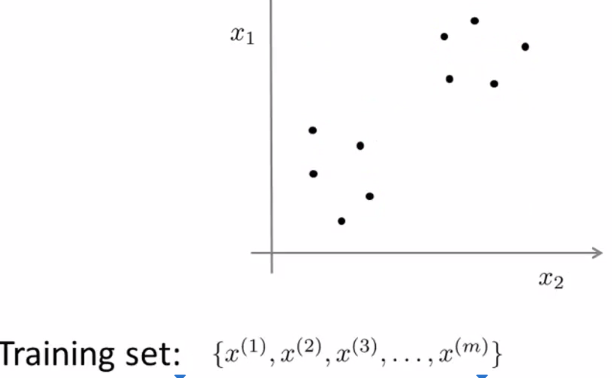 x₁
x₂
Training set: {x⁽¹⁾, x⁽²⁾, x⁽³⁾, . . . , x⁽ᵐ⁾}